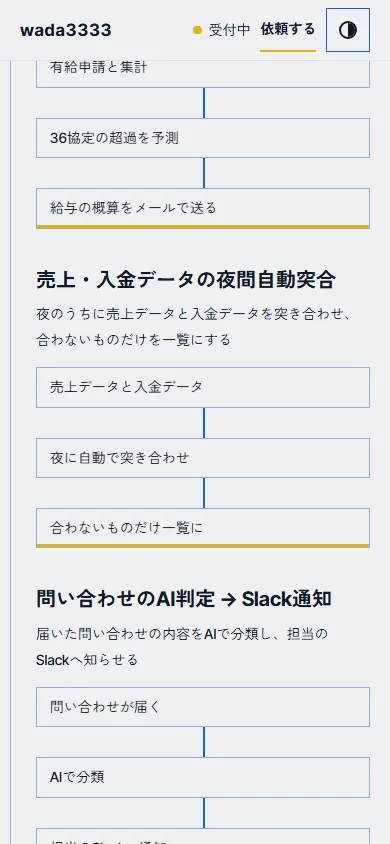 wada3333
受付中
依頼する
有給申請と集計
36協定の超過を予測
給与の概算をメールで送る
売上・入金データの夜間自動突合
夜のうちに売上データと入金データを突き合わせ、
合わないものだけを一覧にする
売上データと入金データ
夜に自動で突き合わせ
合わないものだけ一覧に
問い合わせのAI判定 → Slack通知
届いた問い合わせの内容をAIで分類し、担当の
Slackへ知らせる
問い合わせが届く
AIで分類